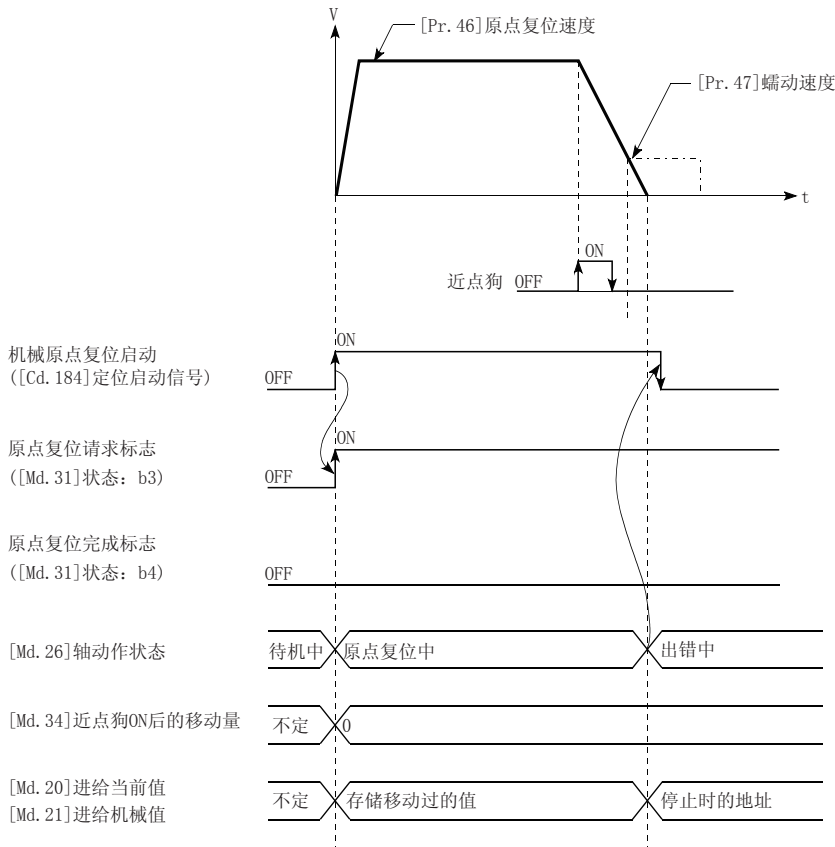 V
[Pr.46]原点复位速度
[Pr.47]蠕动速度
t
ON
近点狗 OFF
ON
机械原点复位启动
([Cd.184]定位启动信号)
OFF
ON
原点复位请求标志
([Md.31]状态：b3)
OFF
原点复位完成标志
([Md.31]状态：b4)
OFF
[Md.26]轴动作状态 待机中 原点复位中 出错中
[Md.34]近点狗ON后的移动量 不定 0
[Md.20]进给当前值
[Md.21]进给机械值
不定 存储移动过的值 停止时的地址